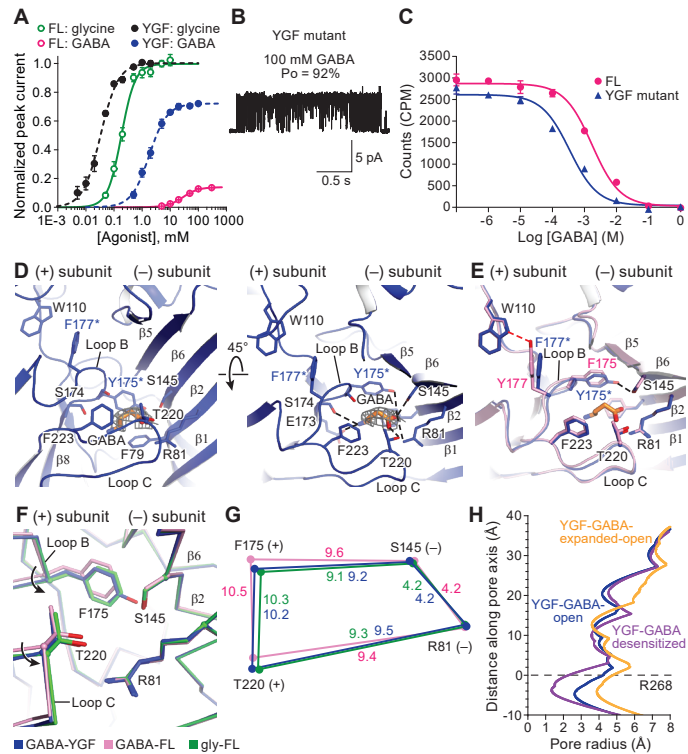 A
FL: glycine
YGF: glycine
FL: GABA
YGF: GABA
Normalized peak current
1.0
0.8
0.6
0.4
0.2
0.0
1E-3
0.01
0.1
1
10
100
1000
[Agonist], mM
B
YGF mutant
100 mM GABA
Po = 92%
5 pA
0.5 s
C
Counts (CPM)
3500
3000
2500
2000
1500
1000
500
0
-6
-5
-4
-3
-2
-1
0
Log [GABA] (M)
FL
YGF mutant
D
(+) subunit
(–) subunit
W110
F177*
Loop B
S174
Y175*
S145
T220
F223
GABA
F79
R81
Loop C
β5
β6
β2
β1
β8
45°
(+) subunit
(–) subunit
W110
F177*
Loop B
Y175*
S174
GABA
S145
E173
F223
R81
T220
Loop C
β5
β6
β2
β1
E
(+) subunit
(–) subunit
W110
F177*
Loop B
F175
Y177
Y175*
S145
F223
R81
T220
Loop C
β5
β6
β2
β1
F
(+) subunit
(–) subunit
Loop B
F175
S145
T220
R81
Loop C
β6
β2
G
F175 (+)
S145 (–)
9.6
9.1
9.2
10.5
10.3
10.2
4.2
4.2
4.2
9.3
9.5
9.4
R81 (–)
T220 (+)
H
YGF-GABA-
expanded-open
YGF-GABA-
open
YGF-GABA
desensitized
R268
Distance along pore axis (Å)
40
30
20
10
0
-10
0
1
2
3
4
5
6
7
8
Pore radius (Å)
GABA-YGF
GABA-FL
gly-FL